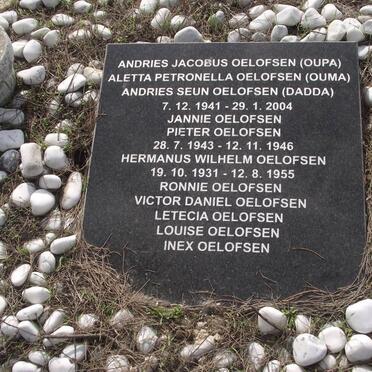 ANDRIES JACOBUS OELOFSEN (OUPA)
ALETTA PETRONELLA OELOFSEN (OUMA)
ANDRIES SEUN OELOFSEN (DADDA)
7. 12. 1941 - 29. 1. 2004
JANNIE OELOFSEN
PIETER OELOFSEN
28. 7. 1943 - 12. 11. 1946
HERMANUS WILHELM OELOFSEN
19. 10. 1931 - 12. 8. 1955
RONNIE OELOFSEN
VICTOR DANIEL OELOFSEN
LETECIA OELOFSEN
LOUISE OELOFSEN
INEX OELOFSEN